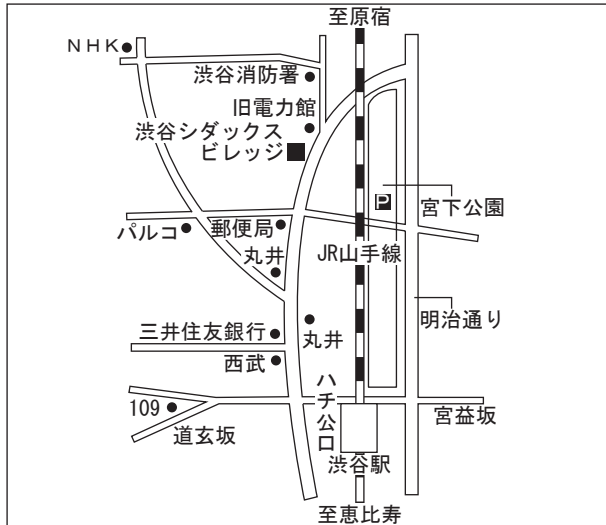 至原宿
ＮＨＫ
渋谷消防署
旧電力館
渋谷シダックス
ビレッジ
P
宮下公園
パルコ
郵便局
JR山手線
丸井
明治通り
三井住友銀行
丸井
西武
ハチ公口
109
宮益坂
道玄坂
渋谷駅
至恵比寿